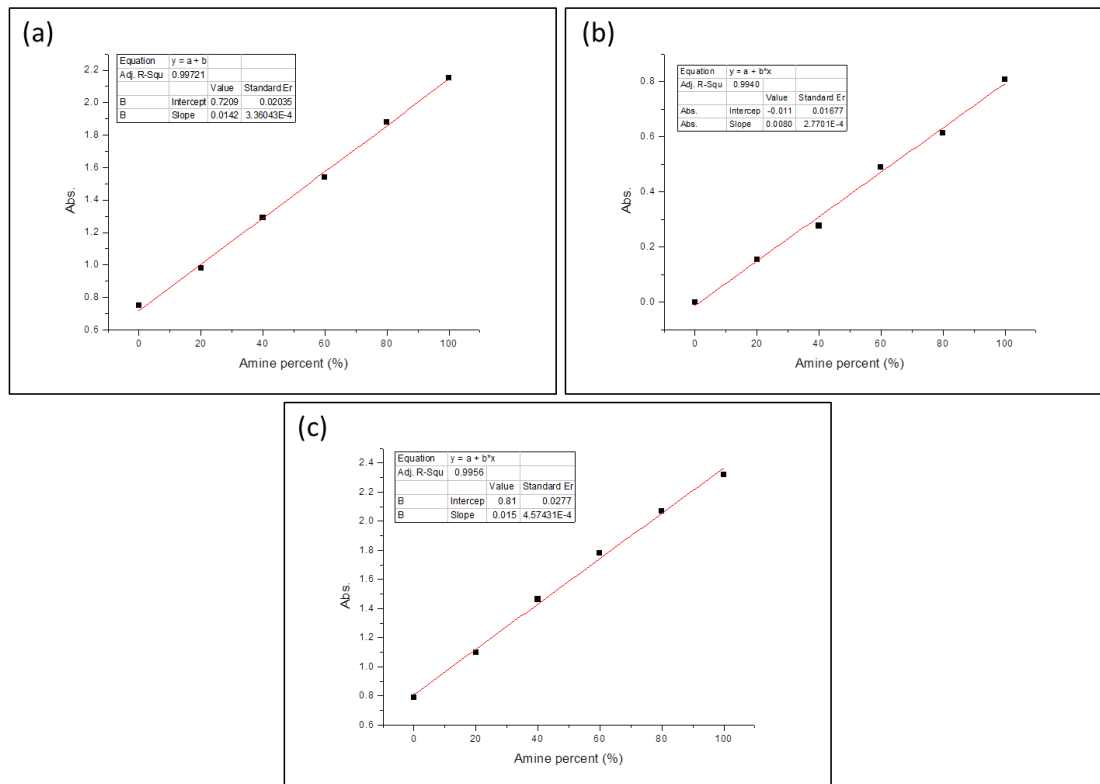 (a)
Equation y = a + b
Adj. R-Squ 0.99721
Value Standard Er
B Intercept 0.7209 0.02035
B Slope 0.0142 3.36043E-4
2.2
2.0
1.8
1.6
1.4
1.2
1.0
0.8
0.6
Abs.
0 20 40 60 80 100
Amine percent (%)
(b)
Equation y = a + b*x
Adj. R-Squ 0.9940
Value Standard Er
Abs. Intercep -0.011 0.01677
Abs. Slope 0.0080 2.7701E-4
0.8
0.6
0.4
0.2
0.0
Abs.
0 20 40 60 80 100
Amine percent (%)
(c)
Equation y = a + b*x
Adj. R-Squ 0.9956
Value Standard Er
B Intercep 0.81 0.0277
B Slope 0.015 4.57431E-4
2.4
2.2
2.0
1.8
1.6
1.4
1.2
1.0
0.8
0.6
Abs.
0 20 40 60 80 100
Amine percent (%)